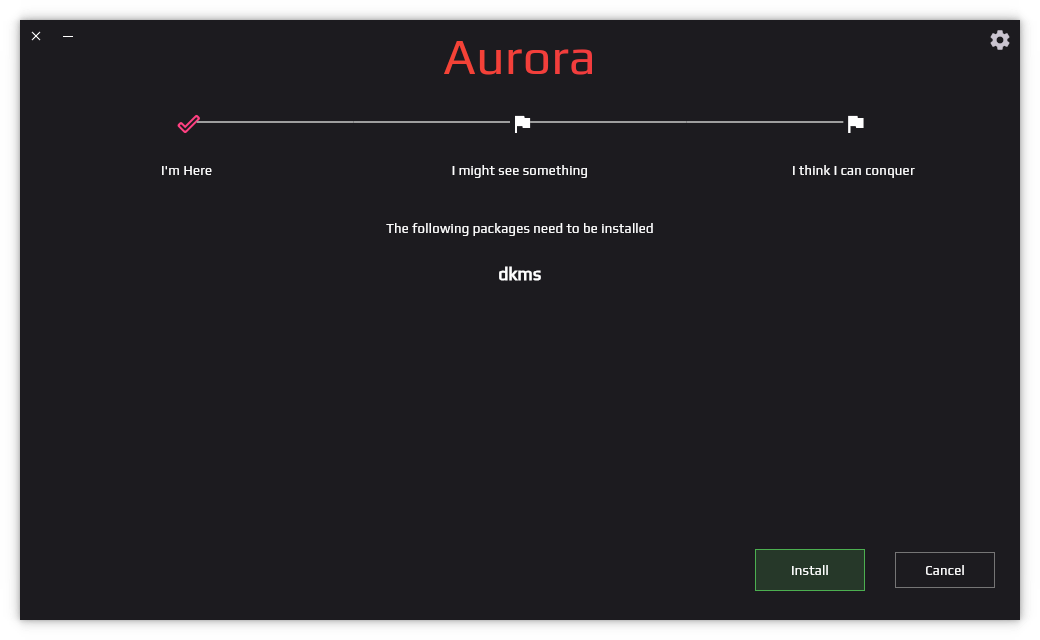 Aurora
I'm Here
I might see something
I think I can conquer
The following packages need to be installed
dkms
Install
Cancel